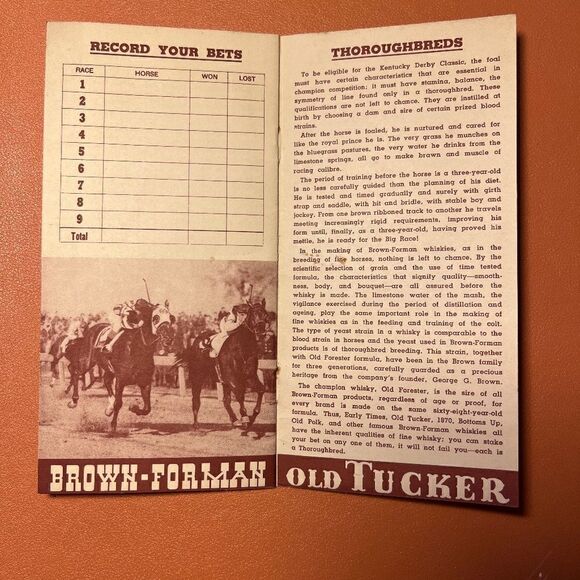 RECORD YOUR BETS
RACE HORSE WON LOST
1
2
3
4
5
6
7
8
9
Total
BROWN-FORMAN
THOROUGHBREDS
To be eligible for the Kentucky Derby Classic, the foal
must have certain characteristics that are essential in
champion competition; it must have stamina, balance, the
symmetry of line found only in a thoroughbred. These
qualifications are not left to chance. They are instilled at
birth by choosing a dam and sire of certain prized blood
strains.
After the horse is foaled, he is nurtured and cared for
like the royal prince he is. The very grass he munches on
the bluegrass pastures, the very water he drinks from the
limestone springs, all go to make brawn and muscle of
racing calibre.
The period of training before the horse is a three-year-old
is no less carefully guided than the planning of his diet.
He is tested and timed gradually and surely with girth
strap and saddle, with bit and bridle, with stable boy and
jockey. From one brown ribboned track to another he travels
meeting increasingly rigid requirements, improving his
form until, finally, as a three-year-old, having proved his
mettle, he is ready for the Big Race!
In the making of Brown-Forman whiskies, as in the
breeding of fine horses, nothing is left to chance. By the
scientific selection of grain and the use of time tested
formula, the characteristics that signify quality—smooth-
ness, body, and bouquet—are all assured before the
whisky is made. The limestone water of the mash, the
vigilance exercised during the period of distillation and
ageing, play the same important role in the making of
fine whiskies as in the feeding and training of the colt.
The type of yeast strain in a whisky is comparable to the
blood strain in horses and the yeast used in Brown-Forman
products is of thoroughbred breeding. This strain, together
with Old Forester formula, have been in the Brown family
for three generations, carefully guarded as a precious
heritage from the company's founder, George G. Brown.
The champion whisky, Old Forester, is the sire of all
Brown-Forman products, regardless of age or proof, for
every brand is made on the same sixty-eight-year-old
formula. Thus, Early Times, Old Tucker, 1870, Bottoms Up,
Old Polk, and other famous Brown-Forman whiskies all
have the inherent qualities of fine whisky; you can stake
your bet on any one of them, it will not fail you—each is
a Thoroughbred.
OLD TUCKER